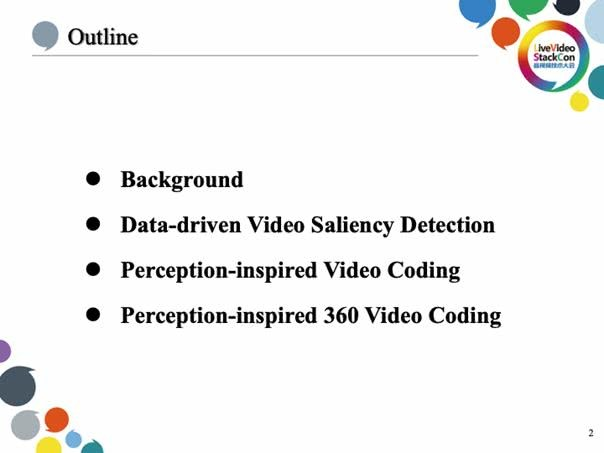 Outline
LiveVideo
StackCon
音视频技术大会
● Background
● Data-driven Video Saliency Detection
● Perception-inspired Video Coding
● Perception-inspired 360 Video Coding
2